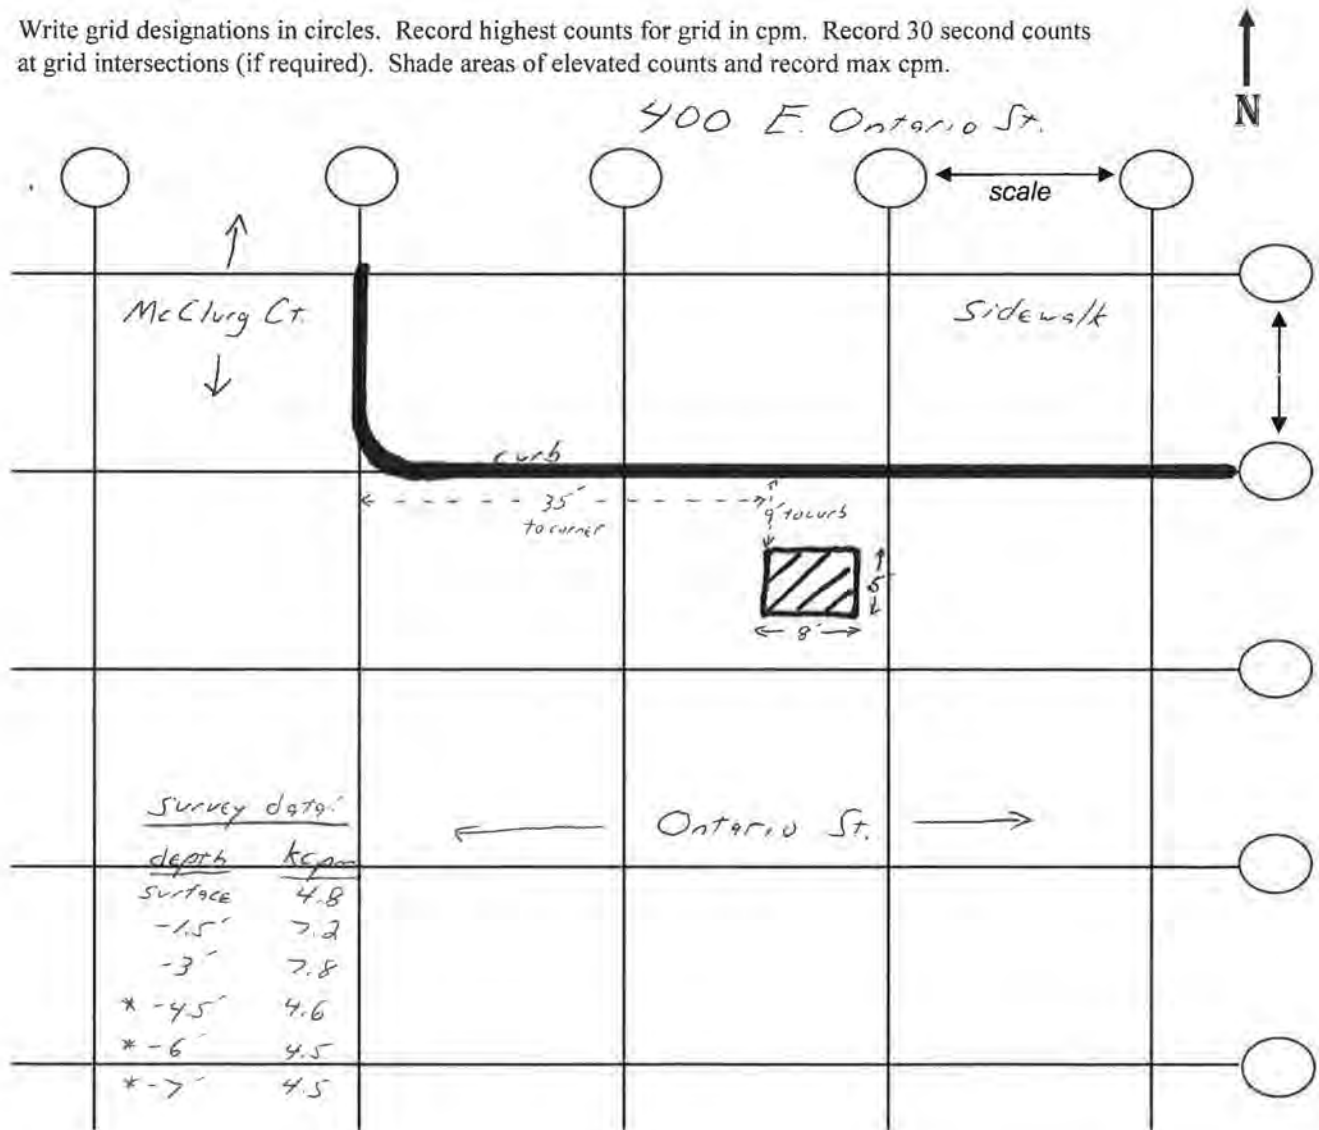 Write grid designations in circles. Record highest counts for grid in cpm. Record 30 second counts
at grid intersections (if required). Shade areas of elevated counts and record max cpm.
N
400 E. Ontario St.
scale
McClurg Ct.
Sidewalk
curb
35'
to corner
9' to curb
5'
8'
Ontario St.
Survey data:
depth kcpm
surface 4.8
-1.5' 7.2
-3' 7.8
* -4.5' 4.6
* -6' 4.5
* -7' 4.5